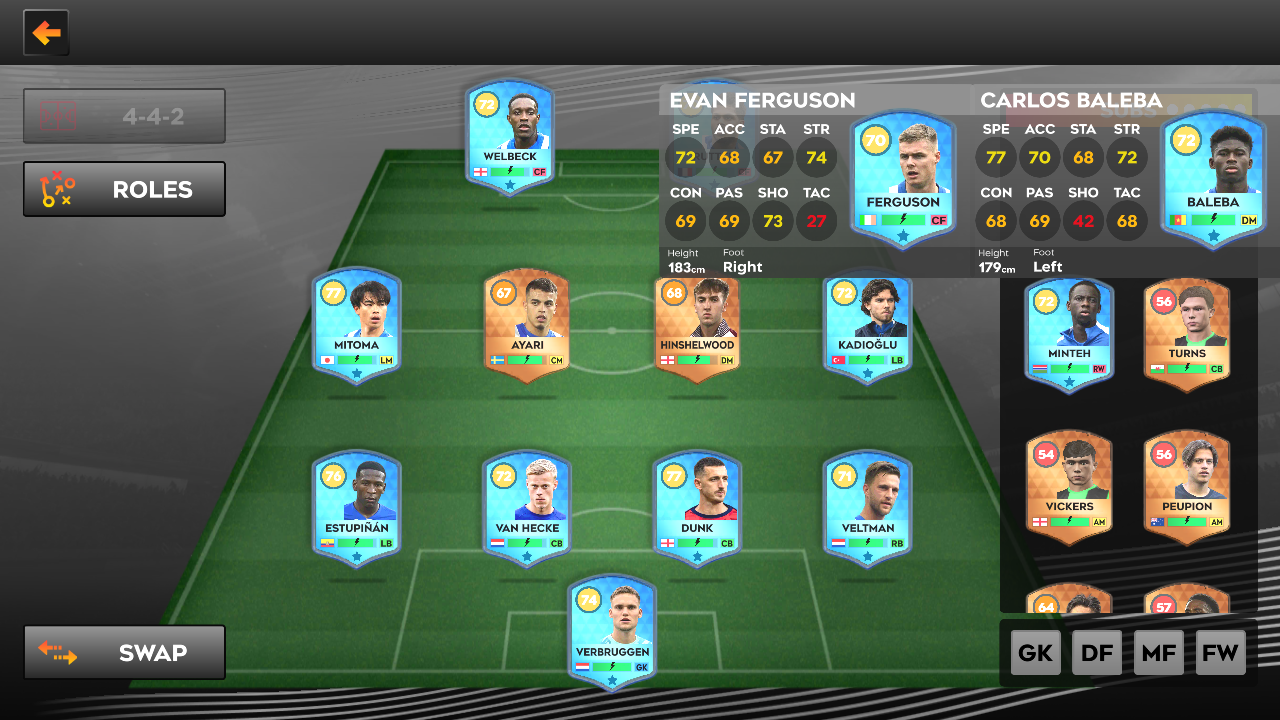 4-4-2
ROLES
72
WELBECK
CF
EVAN FERGUSON
SPE ACC STA STR
72 68 67 74
CON PAS SHO TAC
69 69 73 27
Height Foot
183cm Right
70
FERGUSON
CF
CARLOS BALEBA
SPE ACC STA STR
77 70 68 72
CON PAS SHO TAC
68 69 42 68
Height Foot
179cm Left
72
BALEBA
DM
77
MITOMA
LM
67
AYARI
CM
68
HINSHELWOOD
DM
72
KADIOĞLU
LB
72
MINTEH
RW
56
TURNS
CB
76
ESTUPIÑÁN
LB
72
VAN HECKE
CB
77
DUNK
CB
71
VELTMAN
RB
54
VICKERS
AM
56
PEUPION
AM
74
VERBRUGGEN
GK
64
57
SWAP
GK DF MF FW